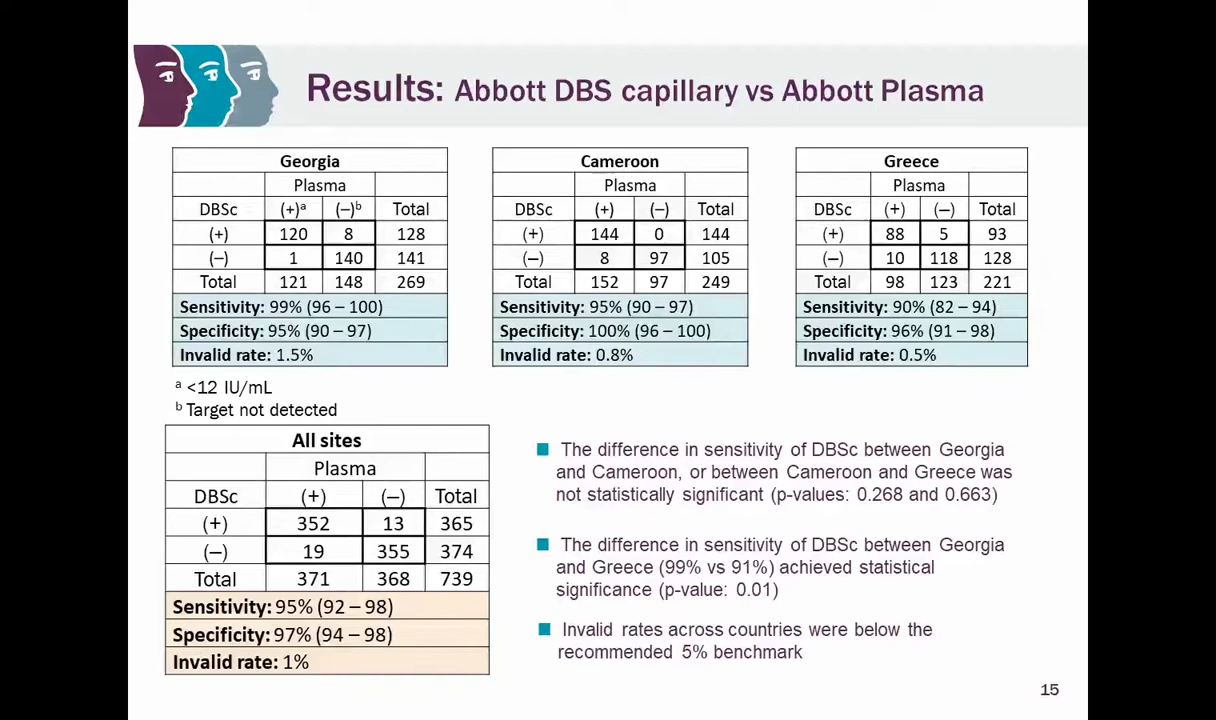 Results: Abbott DBS capillary vs Abbott Plasma
Georgia
Plasma
DBSc (+)ᵃ (–)ᵇ Total
(+) 120 8 128
(–) 1 140 141
Total 121 148 269
Sensitivity: 99% (96 – 100)
Specificity: 95% (90 – 97)
Invalid rate: 1.5%
Cameroon
Plasma
DBSc (+) (–) Total
(+) 144 0 144
(–) 8 97 105
Total 152 97 249
Sensitivity: 95% (90 – 97)
Specificity: 100% (96 – 100)
Invalid rate: 0.8%
Greece
Plasma
DBSc (+) (–) Total
(+) 88 5 93
(–) 10 118 128
Total 98 123 221
Sensitivity: 90% (82 – 94)
Specificity: 96% (91 – 98)
Invalid rate: 0.5%
ᵃ <12 IU/mL
ᵇ Target not detected
All sites
Plasma
DBSc (+) (–) Total
(+) 352 13 365
(–) 19 355 374
Total 371 368 739
Sensitivity: 95% (92 – 98)
Specificity: 97% (94 – 98)
Invalid rate: 1%
The difference in sensitivity of DBSc between Georgia
and Cameroon, or between Cameroon and Greece was
not statistically significant (p-values: 0.268 and 0.663)
The difference in sensitivity of DBSc between Georgia
and Greece (99% vs 91%) achieved statistical
significance (p-value: 0.01)
Invalid rates across countries were below the
recommended 5% benchmark
15